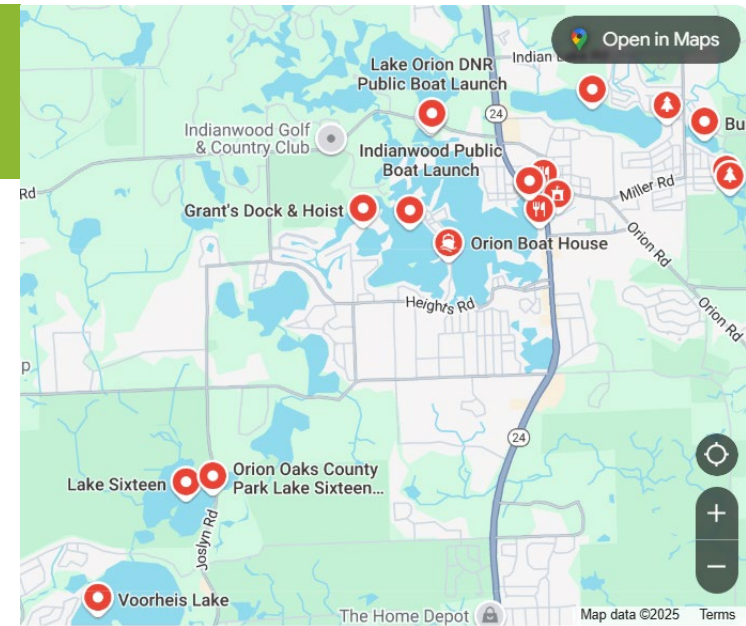 Open in Maps
Indian
Lake Orion DNR
Public Boat Launch
24
Indianwood Golf
& Country Club
Indianwood Public
Boat Launch
Bu
Miller Rd
Rd
Grant's Dock & Hoist
Orion Boat House
Orion Rd
Heights Rd
Orion Rd
p
24
Lake Sixteen
Orion Oaks County
Park Lake Sixteen...
Joslyn Rd
Voorheis Lake
The Home Depot
Map data ©2025
Terms